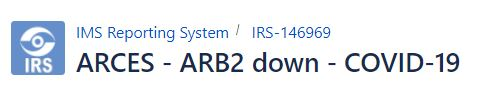 IMS Reporting System / IRS-146969
IRS
ARCES - ARB2 down - COVID-19